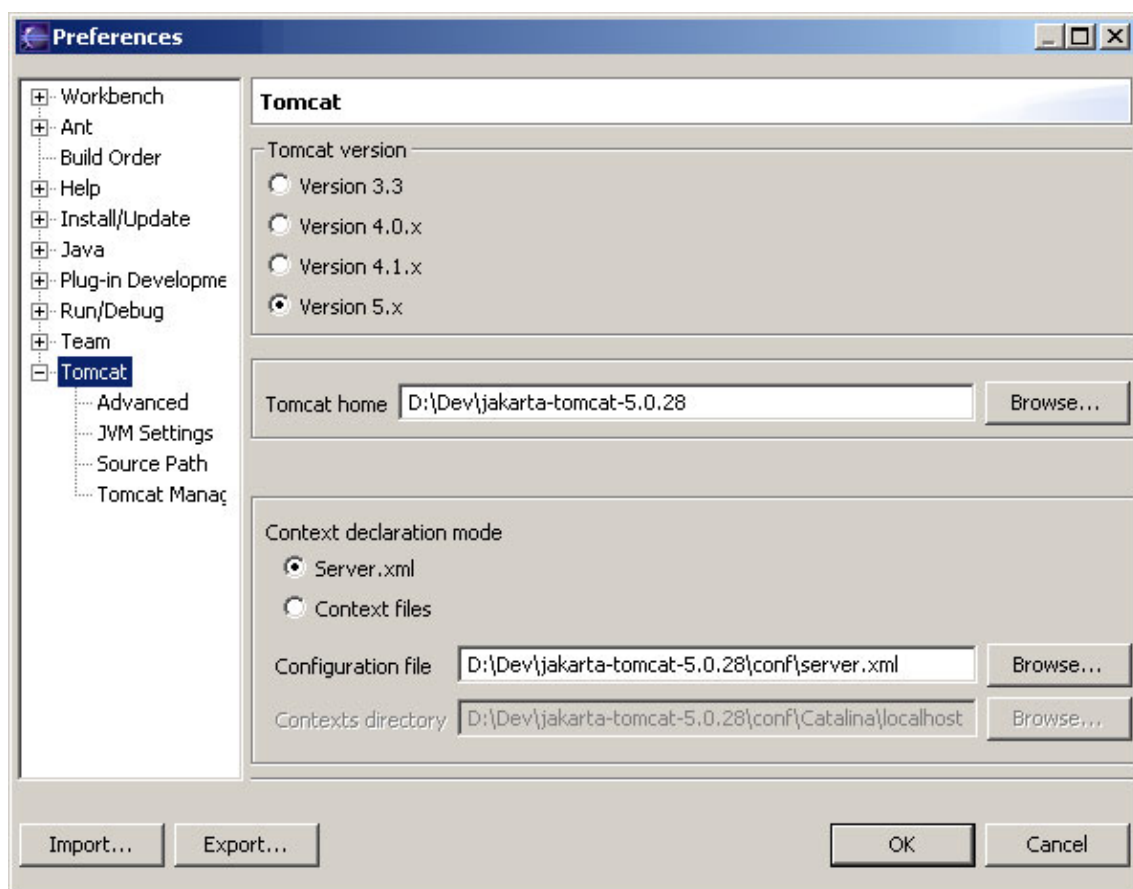 Preferences
Workbench
Ant
Build Order
Help
Install/Update
Java
Plug-in Developme
Run/Debug
Team
Tomcat
Advanced
JVM Settings
Source Path
Tomcat Manag
Tomcat
Tomcat version
Version 3.3
Version 4.0.x
Version 4.1.x
Version 5.x
Tomcat home D:\Dev\jakarta-tomcat-5.0.28 Browse...
Context declaration mode
Server.xml
Context files
Configuration file D:\Dev\jakarta-tomcat-5.0.28\conf\server.xml Browse...
Contexts directory D:\Dev\jakarta-tomcat-5.0.28\conf\Catalina\localhost Browse...
Import... Export... OK Cancel